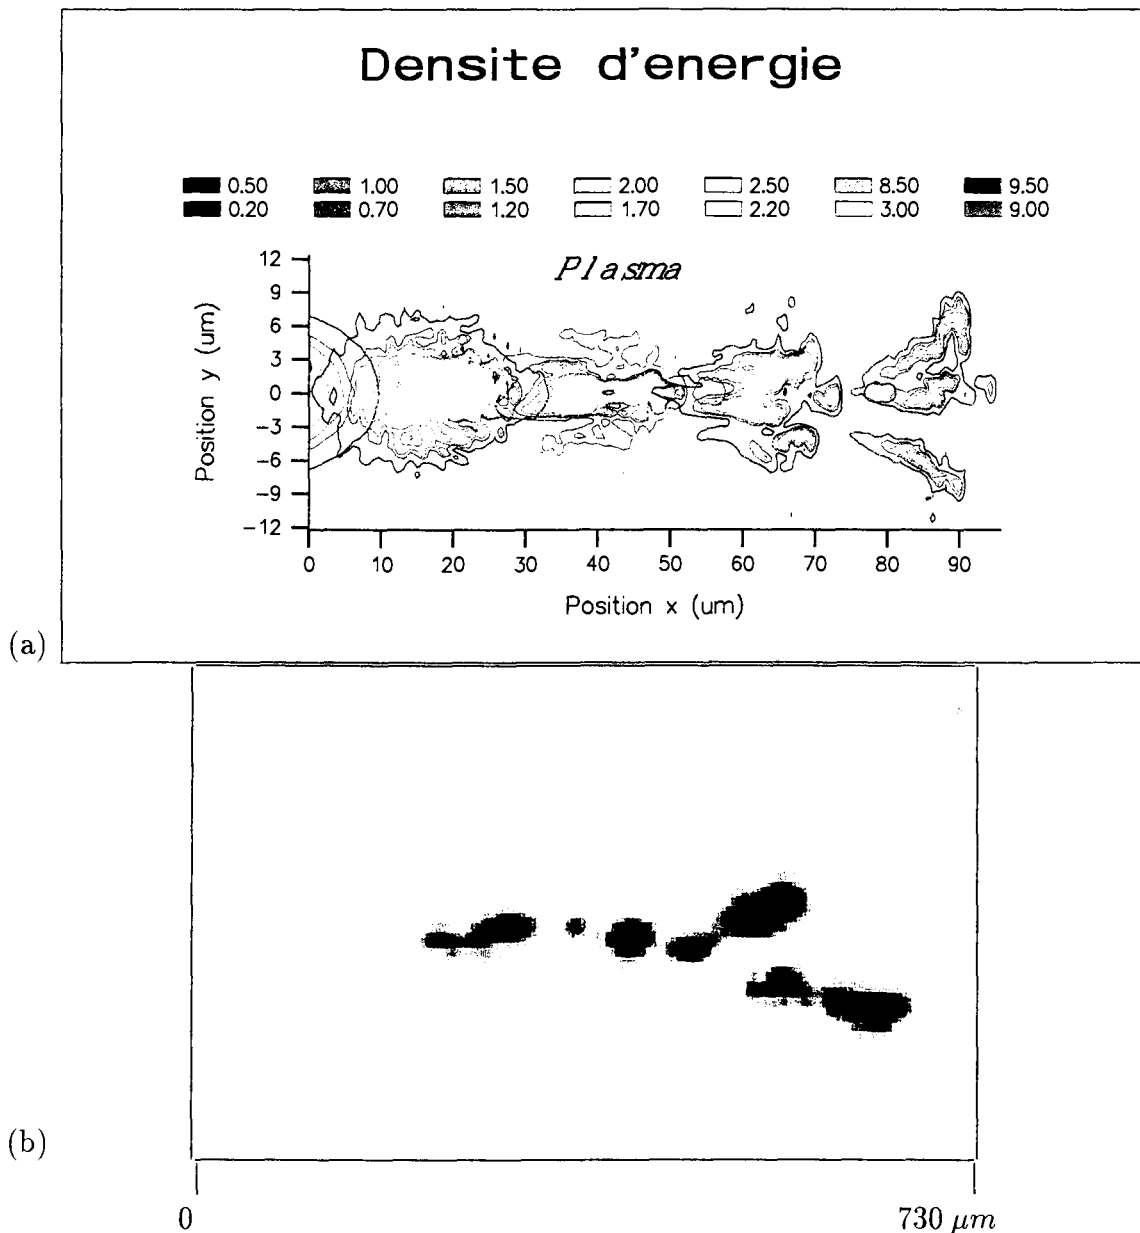 Densite d'energie
0.50 1.00 1.50 2.00 2.50 8.50 9.50
0.20 0.70 1.20 1.70 2.20 3.00 9.00
Plasma
12
9
6
3
0
-3
-6
-9
-12
Position y (um)
0 10 20 30 40 50 60 70 80 90
Position x (um)
(a)
(b)
0 730 μm